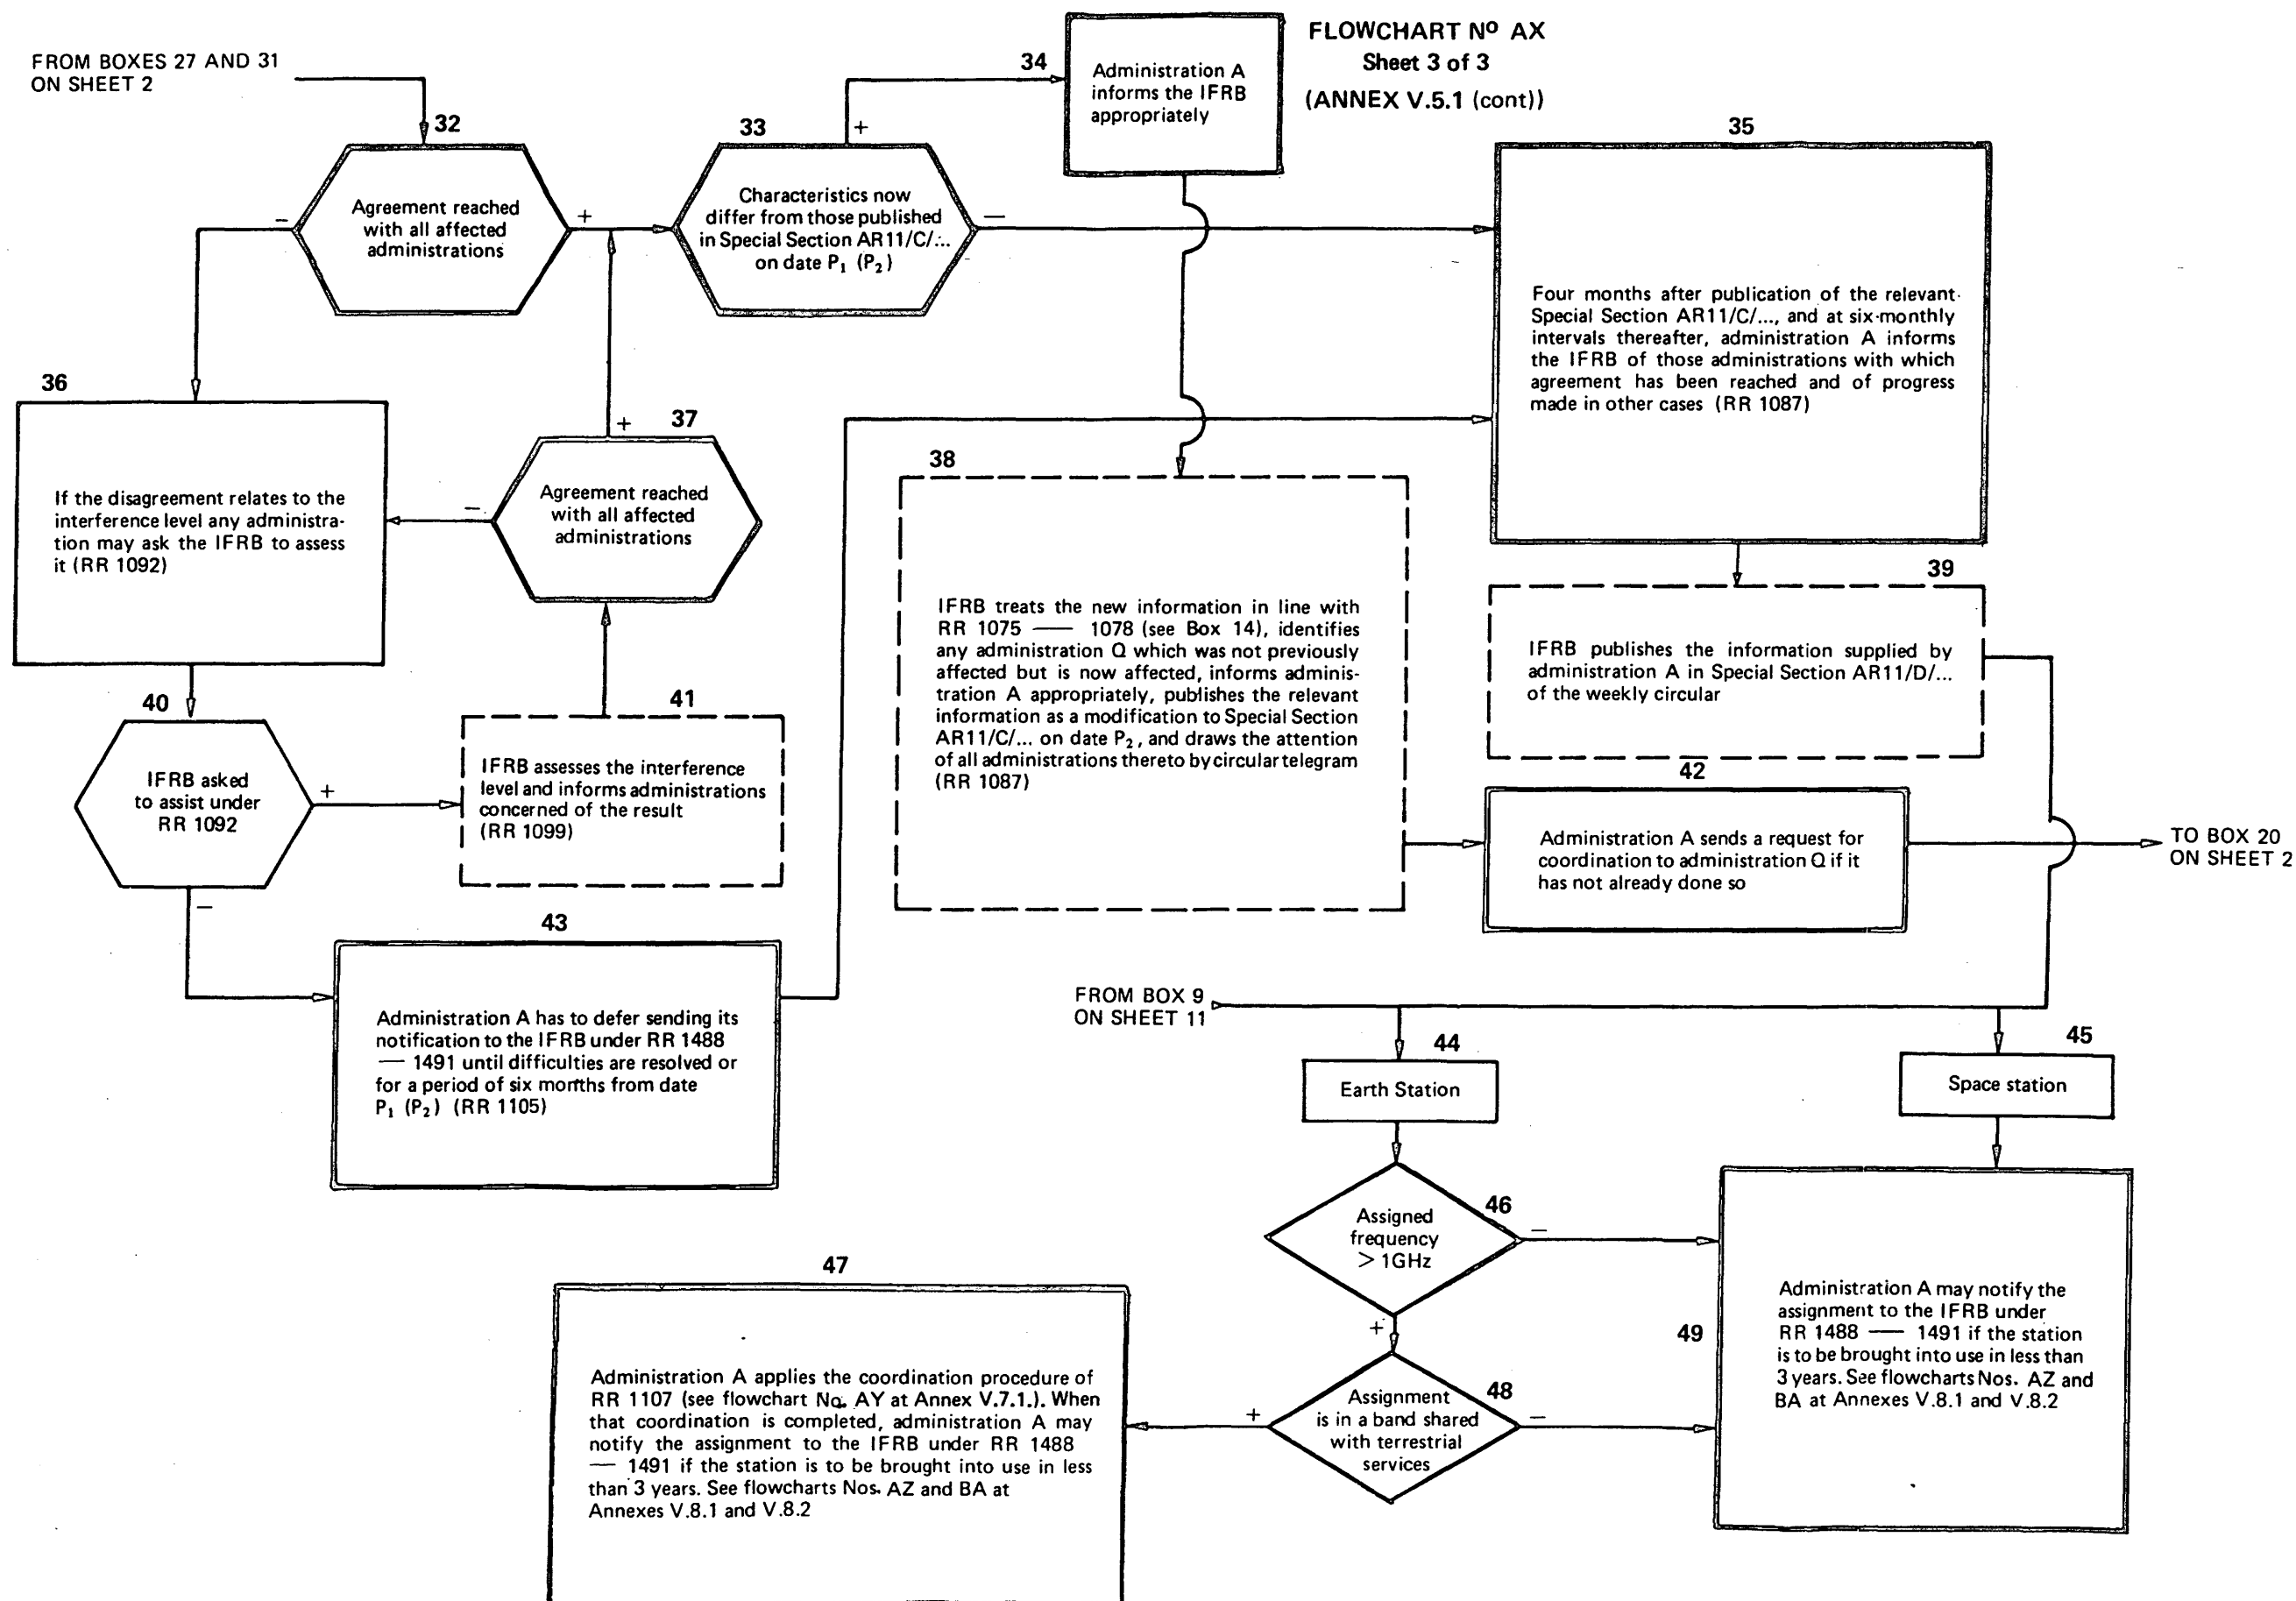 FLOWCHART Nº AX
Sheet 3 of 3
(ANNEX V.5.1 (cont))
FROM BOXES 27 AND 31
ON SHEET 2
32
Agreement reached
with all affected
administrations
+
−
33
Characteristics now
differ from those published
in Special Section AR11/C/...
on date P₁ (P₂)
+
—
34
Administration A
informs the IFRB
appropriately
35
Four months after publication of the relevant
Special Section AR11/C/..., and at six-monthly
intervals thereafter, administration A informs
the IFRB of those administrations with which
agreement has been reached and of progress
made in other cases (RR 1087)
36
If the disagreement relates to the
interference level any administra-
tion may ask the IFRB to assess
it (RR 1092)
37
Agreement reached
with all affected
administrations
+
−
38
IFRB treats the new information in line with
RR 1075 —— 1078 (see Box 14), identifies
any administration Q which was not previously
affected but is now affected, informs adminis-
tration A appropriately, publishes the relevant
information as a modification to Special Section
AR11/C/... on date P₂, and draws the attention
of all administrations thereto by circular telegram
(RR 1087)
39
IFRB publishes the information supplied by
administration A in Special Section AR11/D/...
of the weekly circular
40
IFRB asked
to assist under
RR 1092
+
—
41
IFRB assesses the interference
level and informs administrations
concerned of the result
(RR 1099)
42
Administration A sends a request for
coordination to administration Q if it
has not already done so
TO BOX 20
ON SHEET 2
43
Administration A has to defer sending its
notification to the IFRB under RR 1488
—— 1491 until difficulties are resolved or
for a period of six months from date
P₁ (P₂) (RR 1105)
FROM BOX 9
ON SHEET 11
44
Earth Station
45
Space station
46
Assigned
frequency
> 1GHz
—
+
47
Administration A applies the coordination procedure of
RR 1107 (see flowchart No. AY at Annex V.7.1.). When
that coordination is completed, administration A may
notify the assignment to the IFRB under RR 1488
—— 1491 if the station is to be brought into use in less
than 3 years. See flowcharts Nos. AZ and BA at
Annexes V.8.1 and V.8.2
48
Assignment
is in a band shared
with terrestrial
services
+
—
49
Administration A may notify the
assignment to the IFRB under
RR 1488 —— 1491 if the station
is to be brought into use in less than
3 years. See flowcharts Nos. AZ and
BA at Annexes V.8.1 and V.8.2